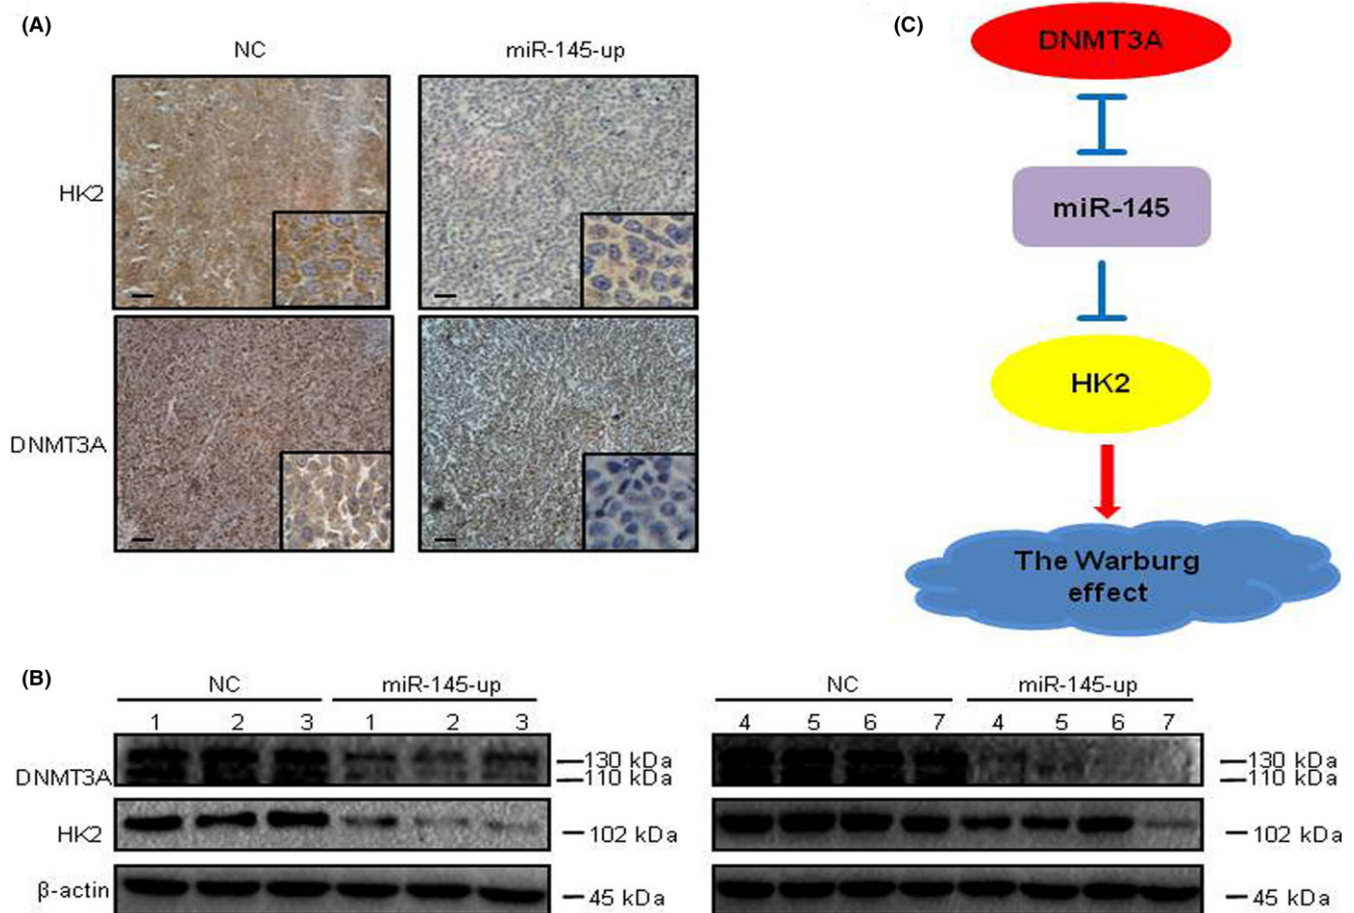 (A)
NC miR-145-up
HK2
DNMT3A
(C)
DNMT3A
miR-145
HK2
The Warburg
effect
(B)
NC miR-145-up
1 2 3 1 2 3
DNMT3A
130 kDa
110 kDa
HK2
102 kDa
β-actin
45 kDa
NC miR-145-up
4 5 6 7 4 5 6 7
130 kDa
110 kDa
102 kDa
45 kDa